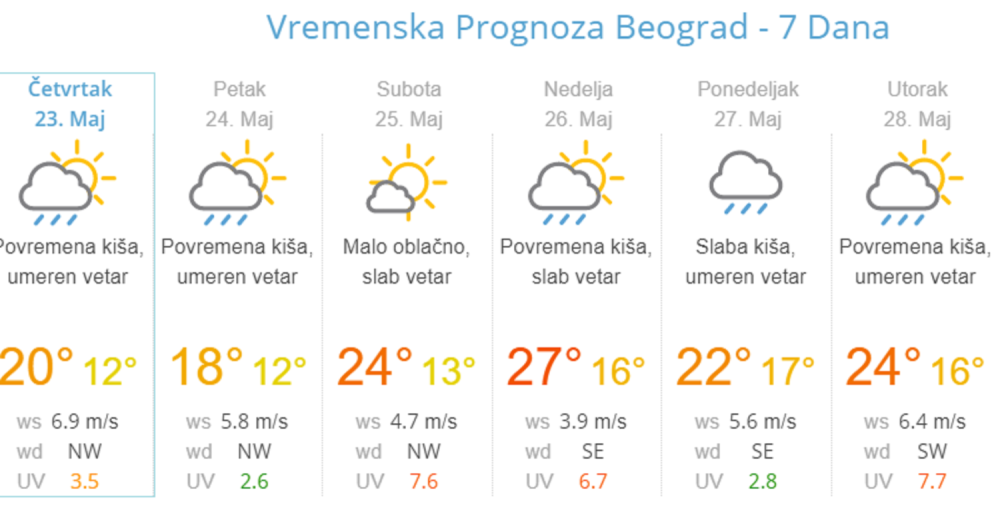 Vremenska Prognoza Beograd - 7 Dana
Četvrtak
23. Maj
Povremena kiša,
umeren vetar
20° 12°
ws 6.9 m/s
wd NW
UV 3.5
Petak
24. Maj
Povremena kiša,
umeren vetar
18° 12°
ws 5.8 m/s
wd NW
UV 2.6
Subota
25. Maj
Malo oblačno,
slab vetar
24° 13°
ws 4.7 m/s
wd NW
UV 7.6
Nedelja
26. Maj
Povremena kiša,
slab vetar
27° 16°
ws 3.9 m/s
wd SE
UV 6.7
Ponedeljak
27. Maj
Slaba kiša,
umeren vetar
22° 17°
ws 5.6 m/s
wd SE
UV 2.8
Utorak
28. Maj
Povremena kiša,
umeren vetar
24° 16°
ws 6.4 m/s
wd SW
UV 7.7